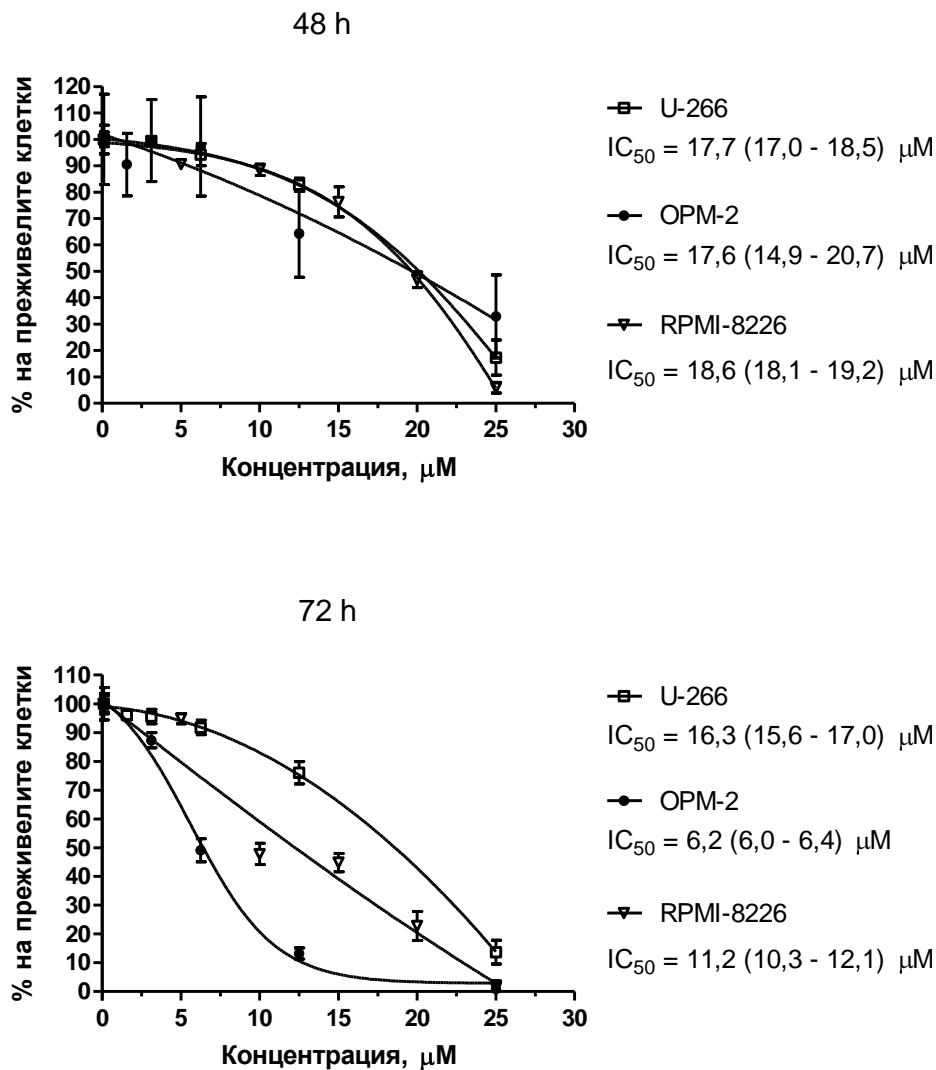 48 h
% на преживелите клетки
120
110
100
90
80
70
60
50
40
30
20
10
0
0 5 10 15 20 25 30
Концентрация, μM
U-266
IC50 = 17,7 (17,0 - 18,5) μM
OPM-2
IC50 = 17,6 (14,9 - 20,7) μM
RPMI-8226
IC50 = 18,6 (18,1 - 19,2) μM
72 h
% на преживелите клетки
110
100
90
80
70
60
50
40
30
20
10
0
0 5 10 15 20 25 30
Концентрация, μM
U-266
IC50 = 16,3 (15,6 - 17,0) μM
OPM-2
IC50 = 6,2 (6,0 - 6,4) μM
RPMI-8226
IC50 = 11,2 (10,3 - 12,1) μM